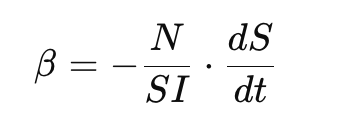 β = − N/SI · dS/dt